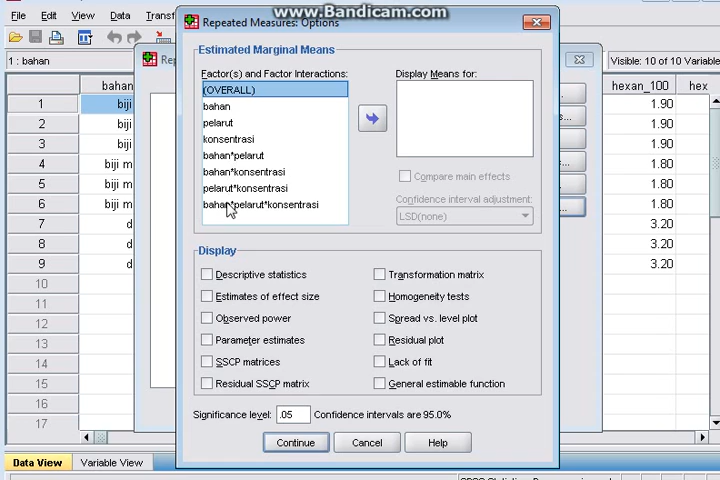 www.Bandicam.com
Repeated Measures: Options
File Edit View Data Transf
1 : bahan
Visible: 10 of 10 Variable
Estimated Marginal Means
Factor(s) and Factor Interactions:
Display Means for:
(OVERALL)
bahan
pelarut
konsentrasi
bahan*pelarut
bahan*konsentrasi
pelarut*konsentrasi
bahan*pelarut*konsentrasi
Compare main effects
Confidence interval adjustment:
LSD(none)
Display
Descriptive statistics
Transformation matrix
Estimates of effect size
Homogeneity tests
Observed power
Spread vs. level plot
Parameter estimates
Residual plot
SSCP matrices
Lack of fit
Residual SSCP matrix
General estimable function
Significance level: .05 Confidence intervals are 95.0%
Continue
Cancel
Help
bahan
hexan_100
hex
1 biji 1.90
2 biji 1.90
3 biji 1.90
4 biji m 1.80
5 biji m 1.80
6 biji m 1.80
7 d 3.20
8 d 3.20
9 d 3.20
10
11
12
13
14
15
16
17
Data View
Variable View